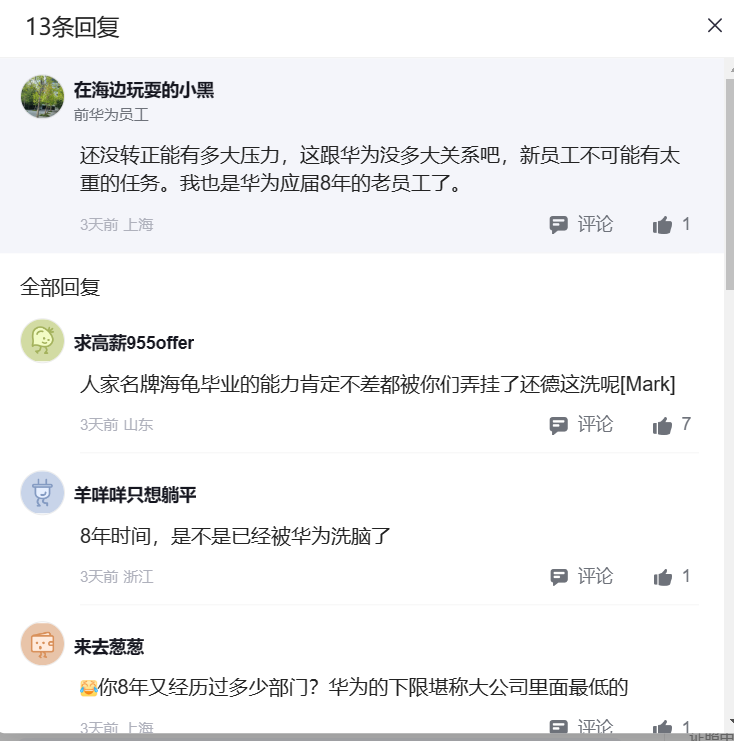 13条回复
在海边玩耍的小黑
前华为员工
还没转正能有多大压力，这跟华为没多大关系吧，新员工不可能有太
重的任务。我也是华为应届8年的老员工了。
3天前 上海
评论 1
全部回复
求高薪955offer
人家名牌海龟毕业的能力肯定不差都被你们弄挂了还德这洗呢[Mark]
3天前 山东
评论 7
羊咩咩只想躺平
8年时间，是不是已经被华为洗脑了
3天前 浙江
评论 1
来去葱葱
😂你8年又经历过多少部门？华为的下限堪称大公司里面最低的
3天前 上海
评论 1